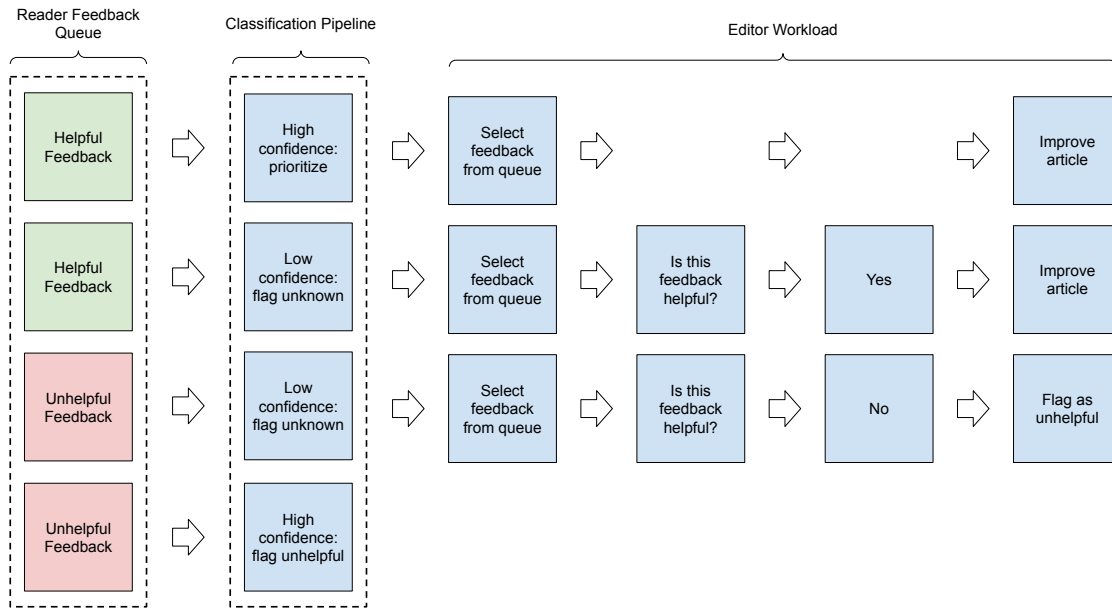 Reader Feedback
Queue
Classification Pipeline
Editor Workload
Helpful
Feedback
High
confidence:
prioritize
Select
feedback
from queue
Improve
article
Helpful
Feedback
Low
confidence:
flag unknown
Select
feedback
from queue
Is this
feedback
helpful?
Yes
Improve
article
Unhelpful
Feedback
Low
confidence:
flag unknown
Select
feedback
from queue
Is this
feedback
helpful?
No
Flag as
unhelpful
Unhelpful
Feedback
High
confidence:
flag unhelpful